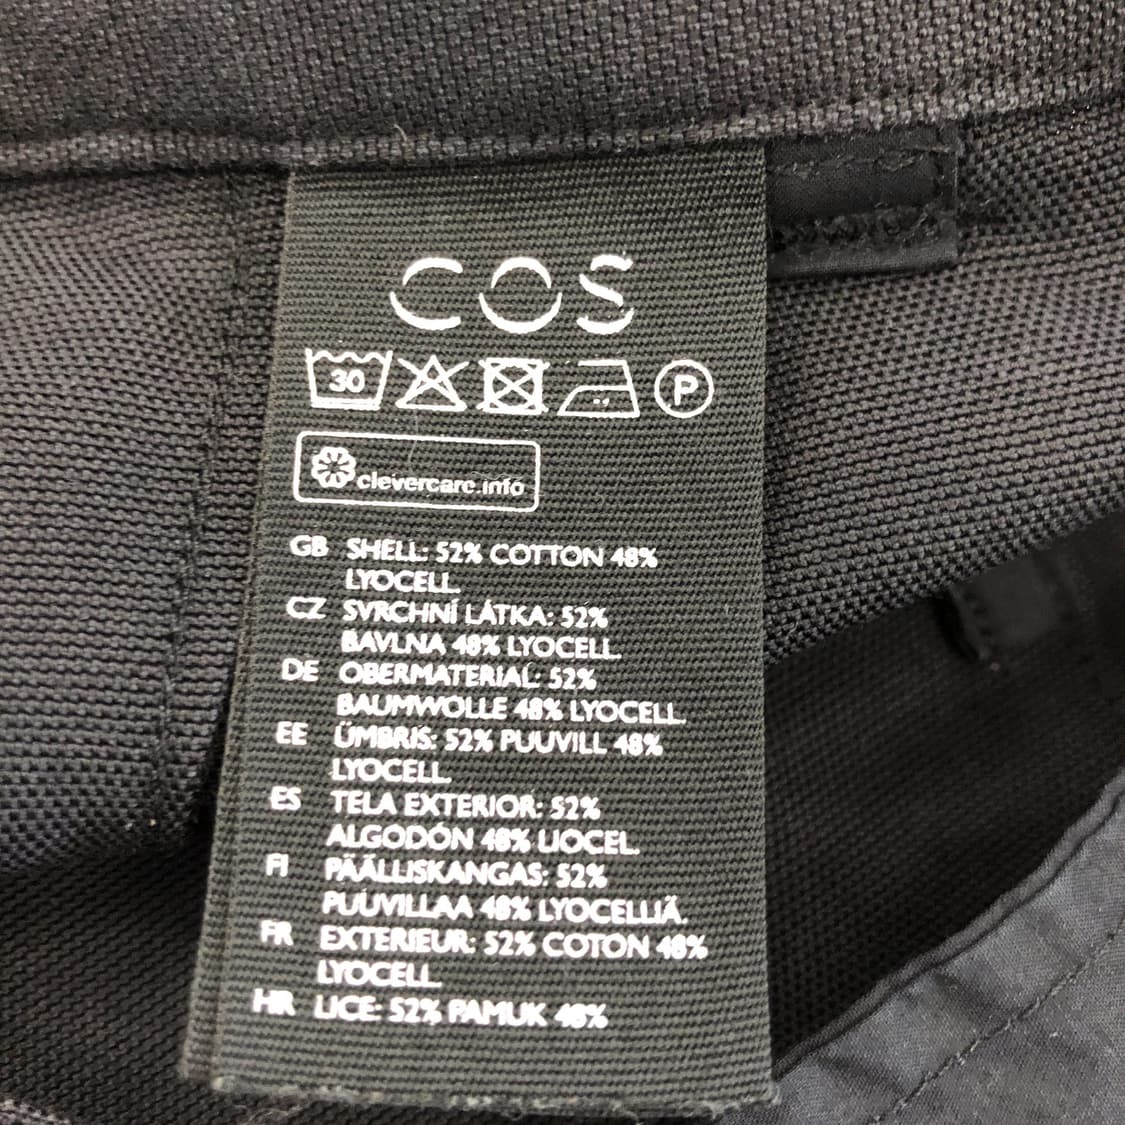 COS
30 P
clevercare.info
GB SHELL: 52% COTTON 48%
LYOCELL.
CZ SVRCHNÍ LÁTKA: 52%
BAVLNA 48% LYOCELL.
DE OBERMATERIAL: 52%
BAUMWOLLE 48% LYOCELL.
EE ÜMBRIS: 52% PUUVILL 48%
LYOCELL.
ES TELA EXTERIOR: 52%
ALGODÓN 48% LIOCEL.
FI PÄÄLLISKANGAS: 52%
PUUVILLAA 48% LYOCELLIÄ.
FR EXTERIEUR: 52% COTON 48%
LYOCELL.
HR LICE: 52% PAMUK 48%